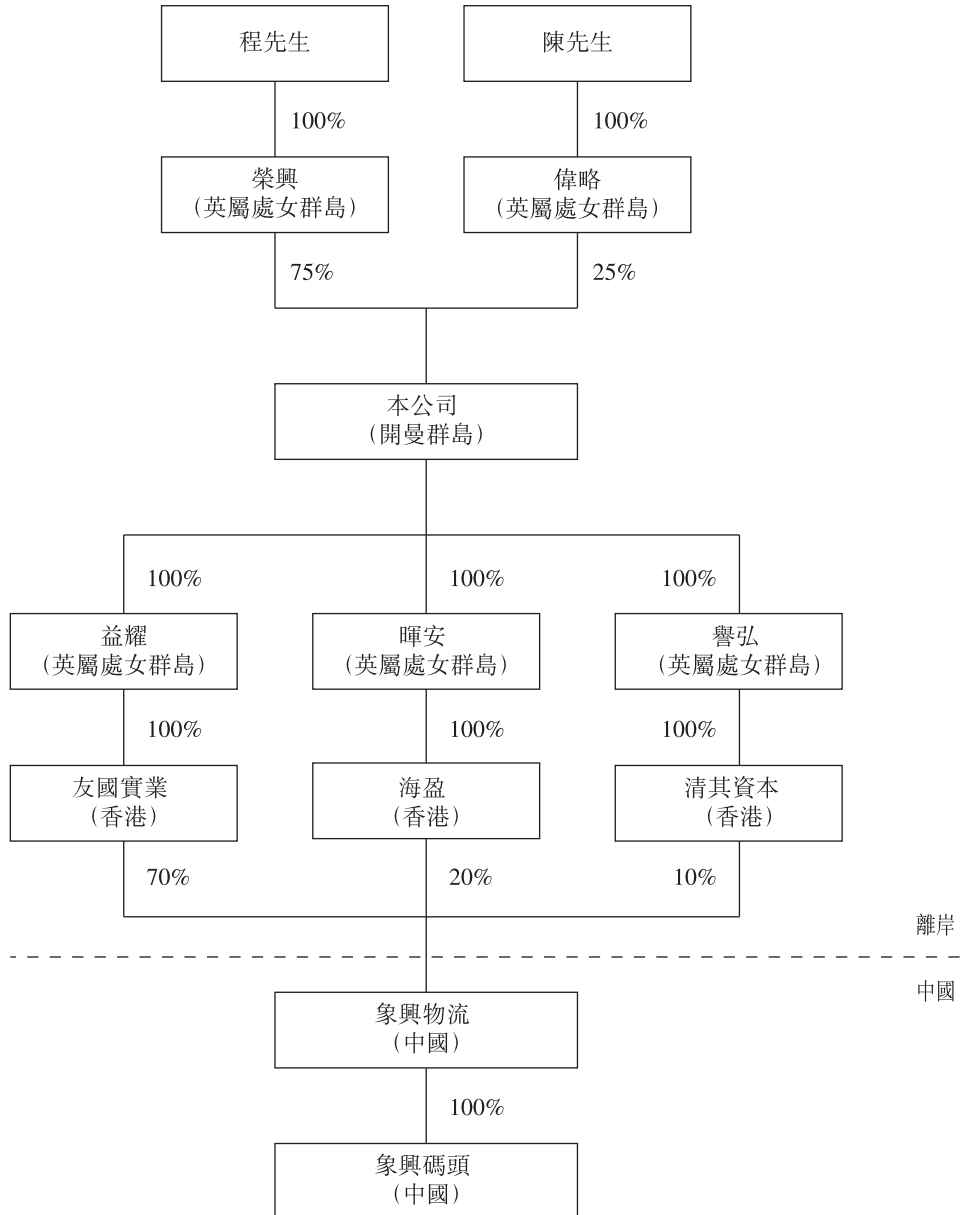 程先生
陳先生
100%
100%
榮興
(英屬處女群島)
偉略
(英屬處女群島)
75%
25%
本公司
(開曼群島)
100%
100%
100%
益耀
(英屬處女群島)
暉安
(英屬處女群島)
譽弘
(英屬處女群島)
100%
100%
100%
友國實業
(香港)
海盈
(香港)
清其資本
(香港)
70%
20%
10%
離岸
中國
象興物流
(中國)
100%
象興碼頭
(中國)